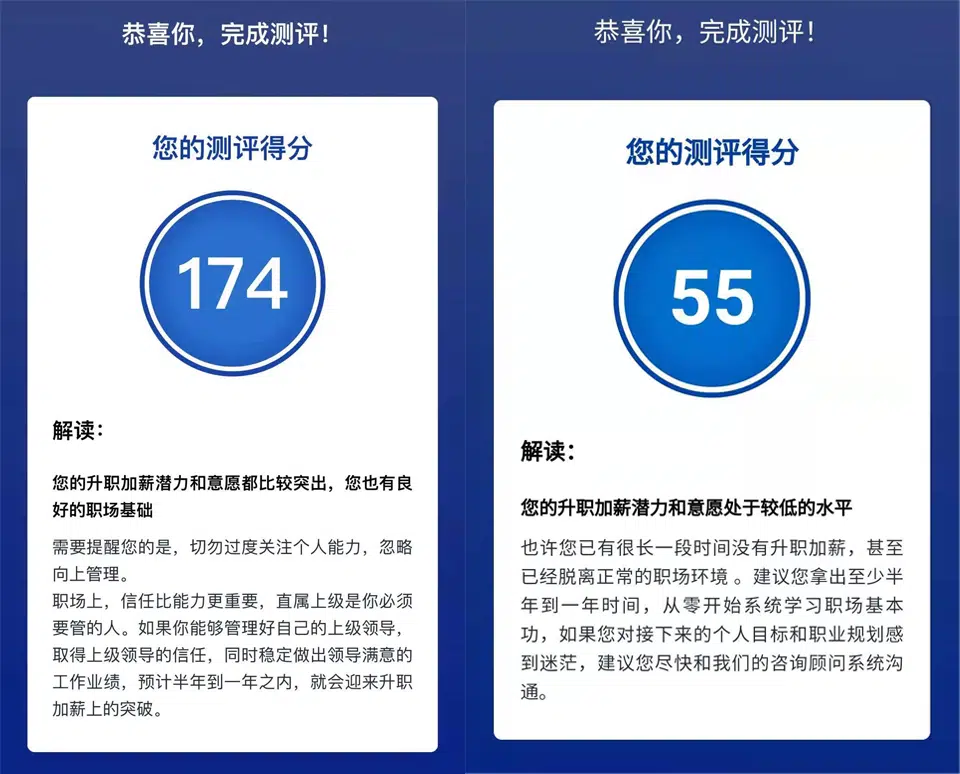 恭喜你，完成测评！
您的测评得分
174
解读：
您的升职加薪潜力和意愿都比较突出，您也有良
好的职场基础
需要提醒您的是，切勿过度关注个人能力，忽略
向上管理。
职场上，信任比能力更重要，直属上级是你必须
要管的人。如果你能够管理好自己的上级领导，
取得上级领导的信任，同时稳定做出领导满意的
工作业绩，预计半年到一年之内，就会迎来升职
加薪上的突破。
恭喜你，完成测评！
您的测评得分
55
解读：
您的升职加薪潜力和意愿处于较低的水平
也许您已有很长一段时间没有升职加薪，甚至
已经脱离正常的职场环境 。建议您拿出至少半
年到一年时间，从零开始系统学习职场基本
功，如果您对接下来的个人目标和职业规划感
到迷茫，建议您尽快和我们的咨询顾问系统沟
通。